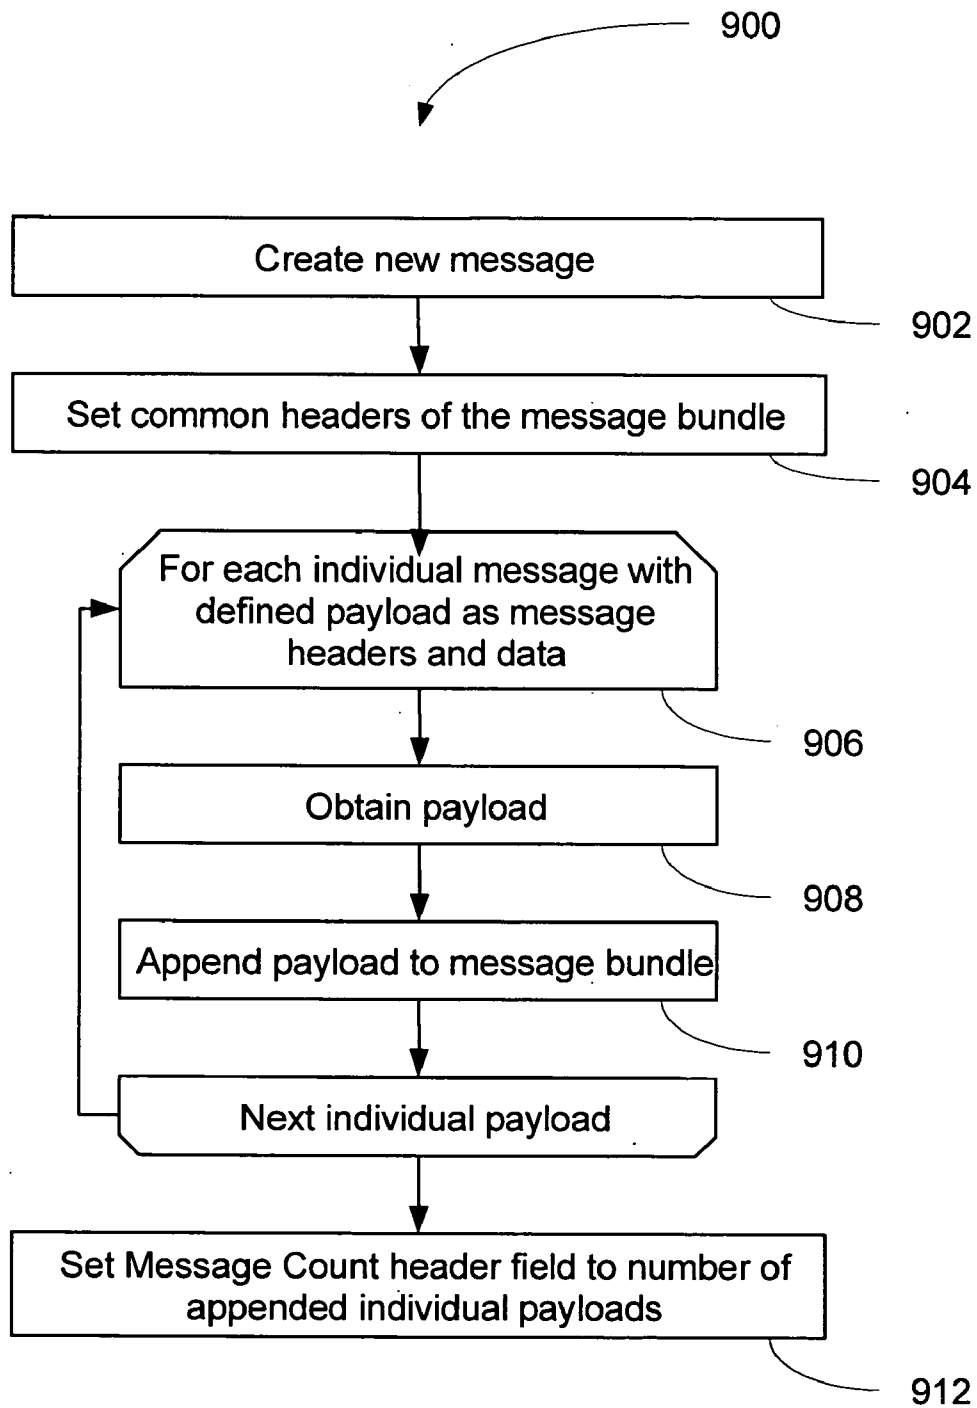 900
Create new message
902
Set common headers of the message bundle
904
For each individual message with
defined payload as message
headers and data
906
Obtain payload
908
Append payload to message bundle
910
Next individual payload
Set Message Count header field to number of
appended individual payloads
912